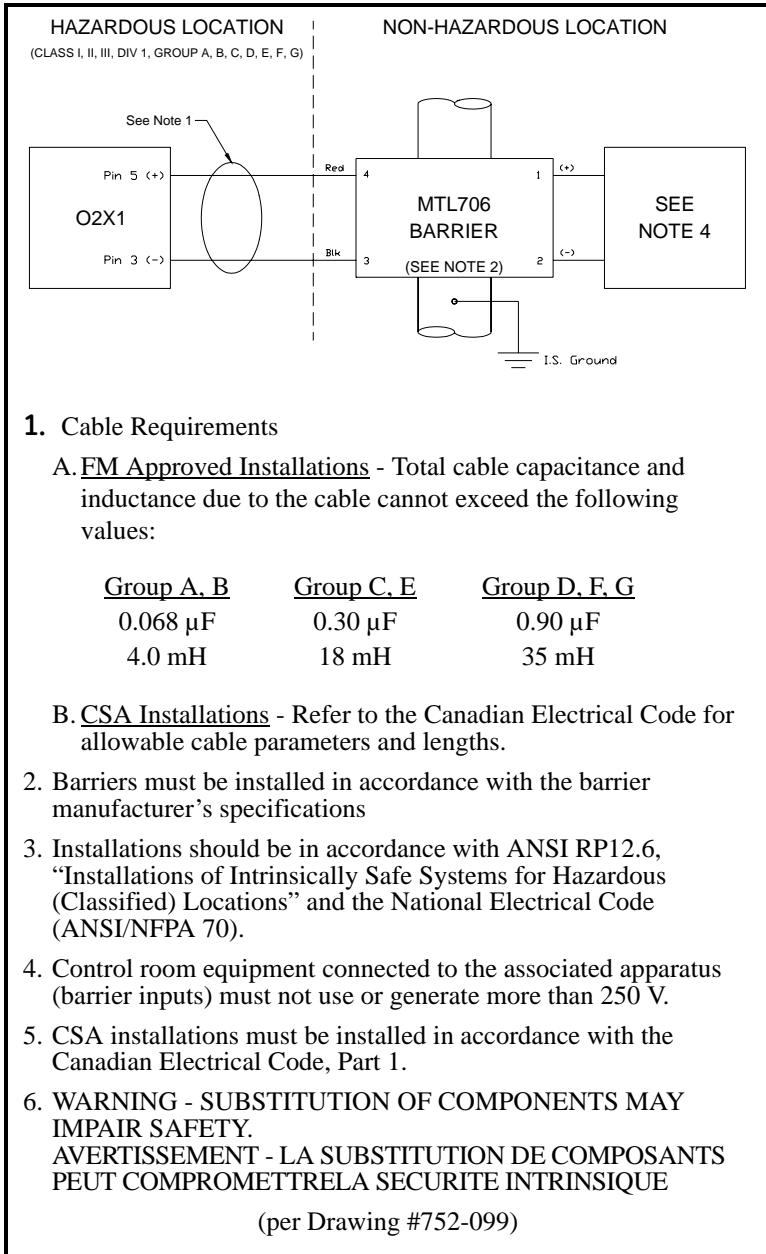 HAZARDOUS LOCATION
(CLASS I, II, III, DIV 1, GROUP A, B, C, D, E, F, G)
NON-HAZARDOUS LOCATION
See Note 1
Pin 5 (+)
O2X1
Pin 3 (-)
Red
Blk
4
3
MTL706
BARRIER
(SEE NOTE 2)
1
2
(+)
(-)
SEE
NOTE 4
I.S. Ground
1. Cable Requirements
A. FM Approved Installations - Total cable capacitance and
inductance due to the cable cannot exceed the following
values:
Group A, B Group C, E Group D, F, G
0.068 µF 0.30 µF 0.90 µF
4.0 mH 18 mH 35 mH
B. CSA Installations - Refer to the Canadian Electrical Code for
allowable cable parameters and lengths.
2. Barriers must be installed in accordance with the barrier
manufacturer’s specifications
3. Installations should be in accordance with ANSI RP12.6,
“Installations of Intrinsically Safe Systems for Hazardous
(Classified) Locations” and the National Electrical Code
(ANSI/NFPA 70).
4. Control room equipment connected to the associated apparatus
(barrier inputs) must not use or generate more than 250 V.
5. CSA installations must be installed in accordance with the
Canadian Electrical Code, Part 1.
6. WARNING - SUBSTITUTION OF COMPONENTS MAY
IMPAIR SAFETY.
AVERTISSEMENT - LA SUBSTITUTION DE COMPOSANTS
PEUT COMPROMETTRELA SECURITE INTRINSIQUE
(per Drawing #752-099)